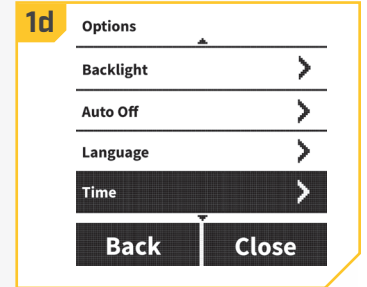 1d
Options
Backlight
Auto Off
Language
Time
Back Close